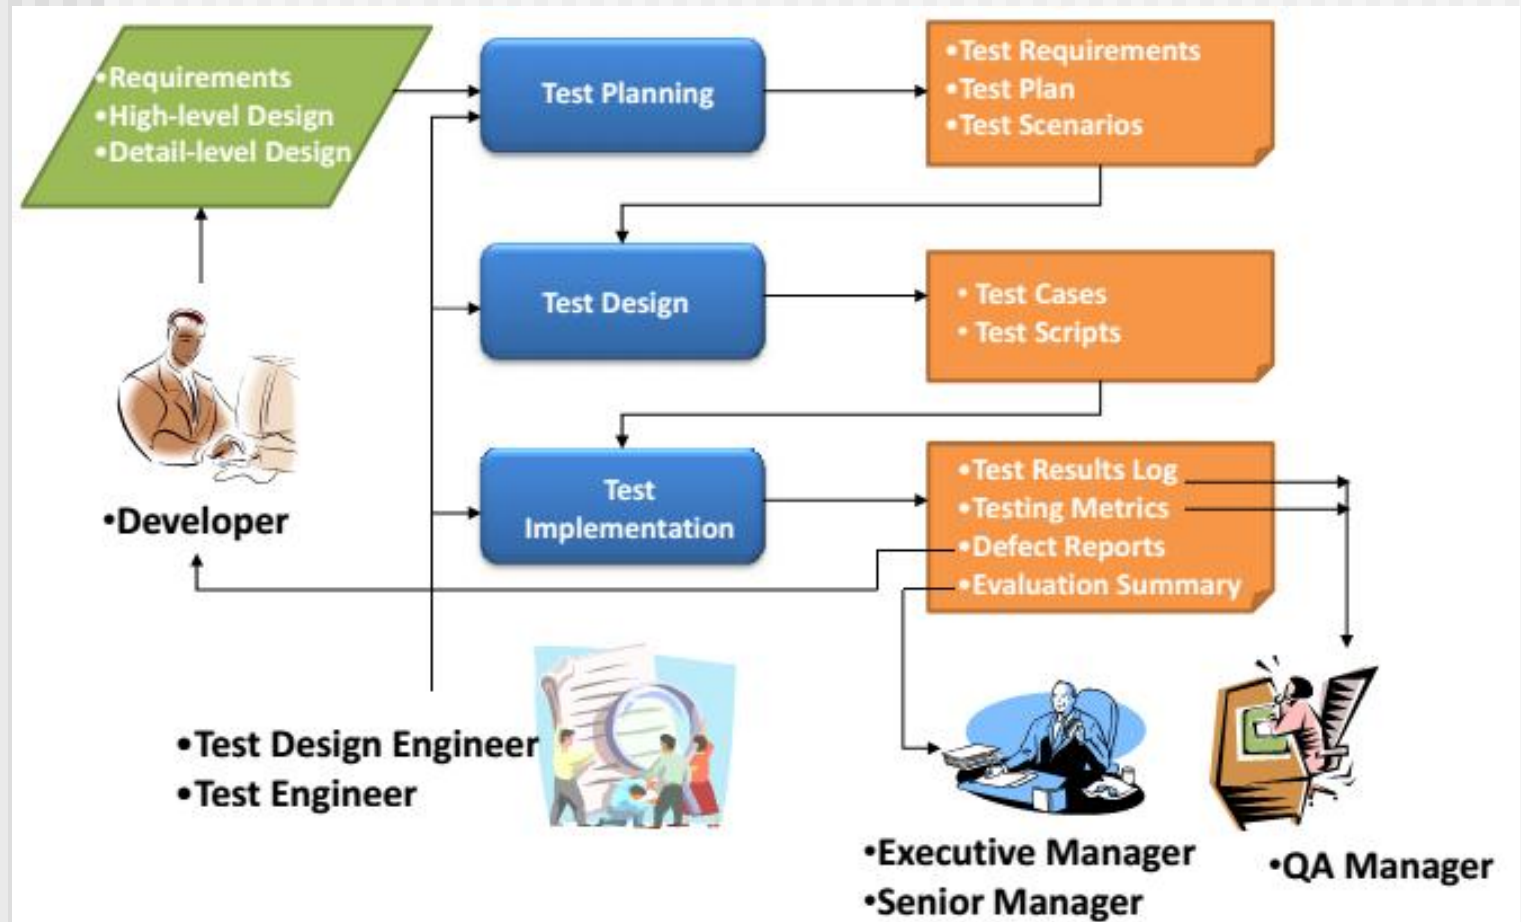 •Requirements
•High-level Design
•Detail-level Design
Test Planning
•Test Requirements
•Test Plan
•Test Scenarios
Test Design
• Test Cases
• Test Scripts
Test
Implementation
•Test Results Log
•Testing Metrics
•Defect Reports
•Evaluation Summary
•Developer
•Test Design Engineer
•Test Engineer
•Executive Manager
•Senior Manager
•QA Manager